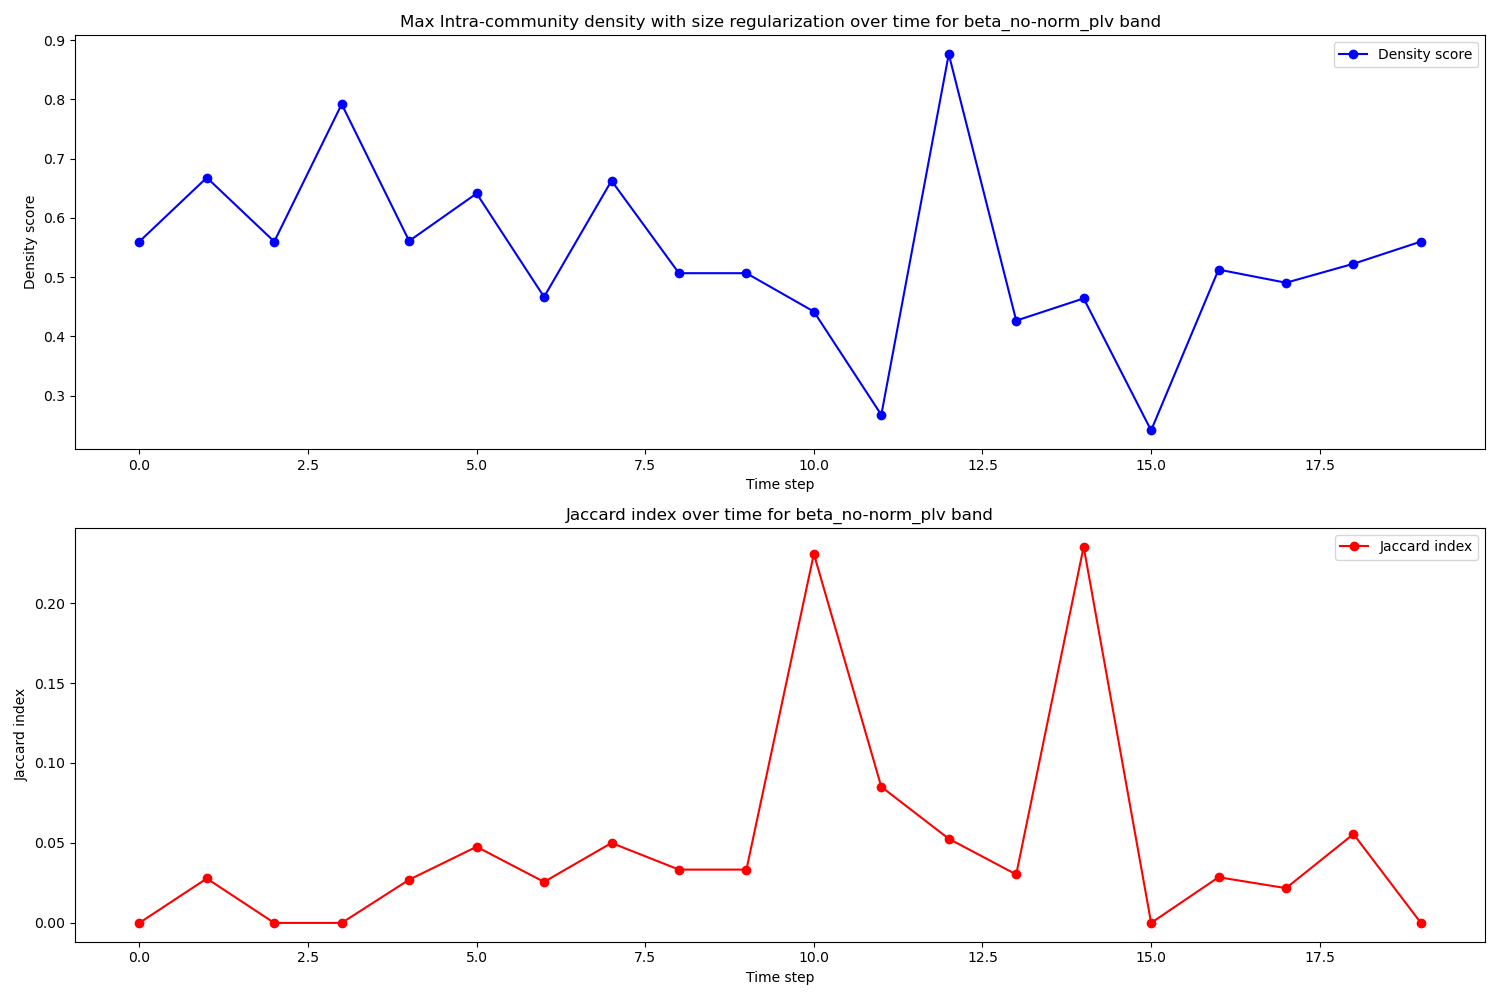 Max Intra-community density with size regularization over time for beta_no-norm_plv band
Density score
0.9
0.8
0.7
0.6
0.5
0.4
0.3
Density score
0.0 2.5 5.0 7.5 10.0 12.5 15.0 17.5
Time step
Jaccard index over time for beta_no-norm_plv band
Jaccard index
0.20
0.15
0.10
0.05
0.00
Jaccard index
0.0 2.5 5.0 7.5 10.0 12.5 15.0 17.5
Time step